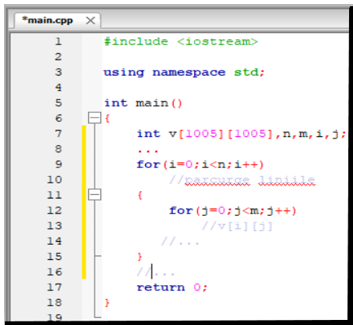 *main.cpp X
1 #include <iostream>
2
3 using namespace std;
4
5 int main()
6 {
7 int v[1005][1005],n,m,i,j;
8 ...
9 for(i=0;i<n;i++)
10 //parcurge liniile
11 {
12 for(j=0;j<m;j++)
13 //v[i][j]
14 //...
15 }
16 //...
17 return 0;
18 }
19